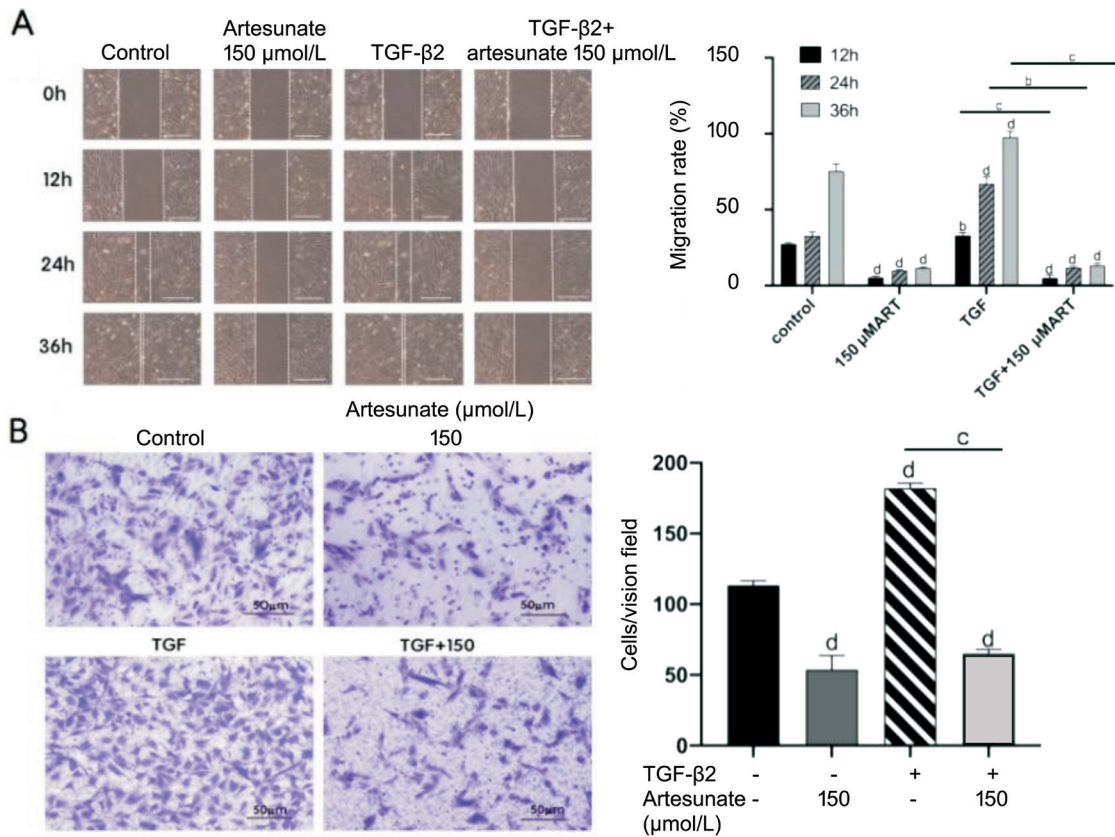 A
Control
Artesunate
150 μmol/L
TGF-β2
TGF-β2+
artesunate 150 μmol/L
0h
12h
24h
36h
150
100
50
0
Migration rate (%)
12h
24h
36h
c
b
c
d
d
b
d
d
d
d
d
d
control
150 μMART
TGF
TGF+150 μMART
B
Artesunate (μmol/L)
Control
150
50μm
50μm
TGF
TGF+150
50μm
50μm
200
150
100
50
0
Cells/vision field
c
d
d
d
TGF-β2 - - + +
Artesunate - 150 - 150
(μmol/L)